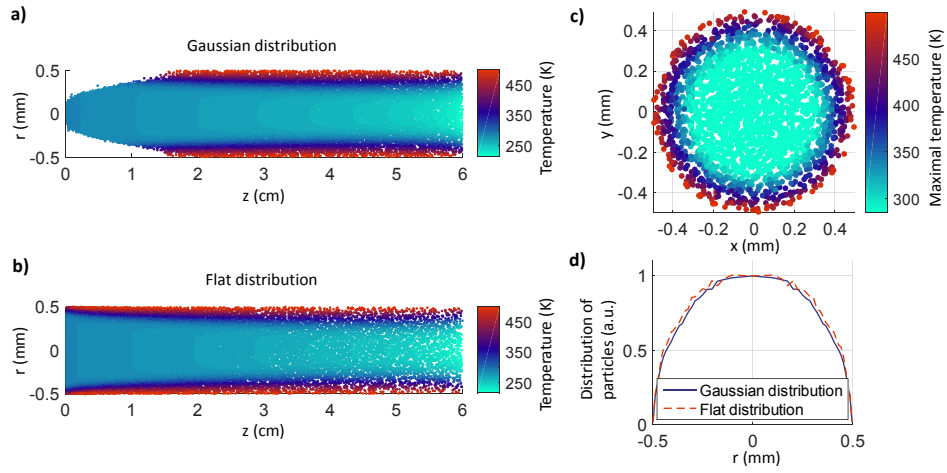 a)
Gaussian distribution
0.5
0
-0.5
r (mm)
0 1 2 3 4 5 6
z (cm)
450
350
250
Temperature (K)
b)
Flat distribution
0.5
0
-0.5
r (mm)
0 1 2 3 4 5 6
z (cm)
450
350
250
Temperature (K)
c)
0.4
0.2
0
-0.2
-0.4
y (mm)
-0.4 -0.2 0 0.2 0.4
x (mm)
450
400
350
300
Maximal temperature (K)
d)
1
0.5
0
Distribution of
particles (a.u.)
Gaussian distribution
Flat distribution
-0.5 0 0.5
r (mm)